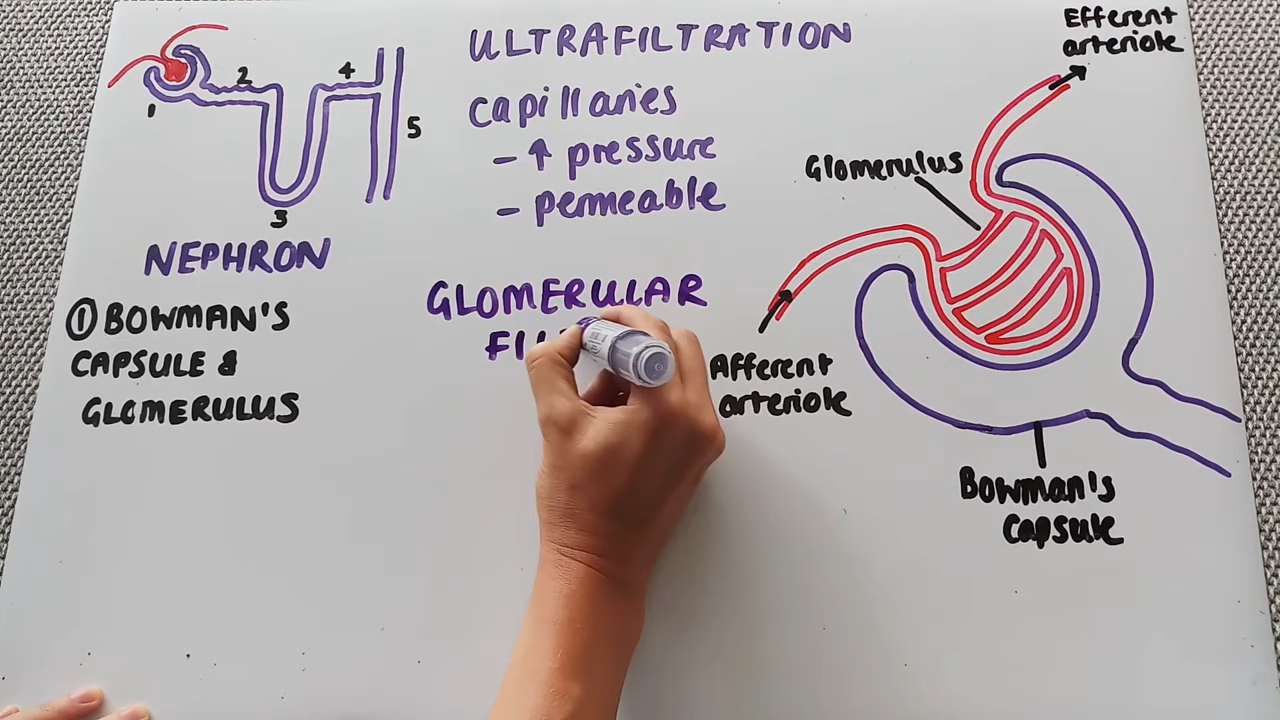 1
2
3
4
5
NEPHRON
① BOWMAN'S
CAPSULE &
GLOMERULUS
ULTRAFILTRATION
capillaries
- ↑ pressure
- permeable
GLOMERULAR
Efferent
arteriole
Glomerulus
Afferent
arteriole
Bowman's
capsule